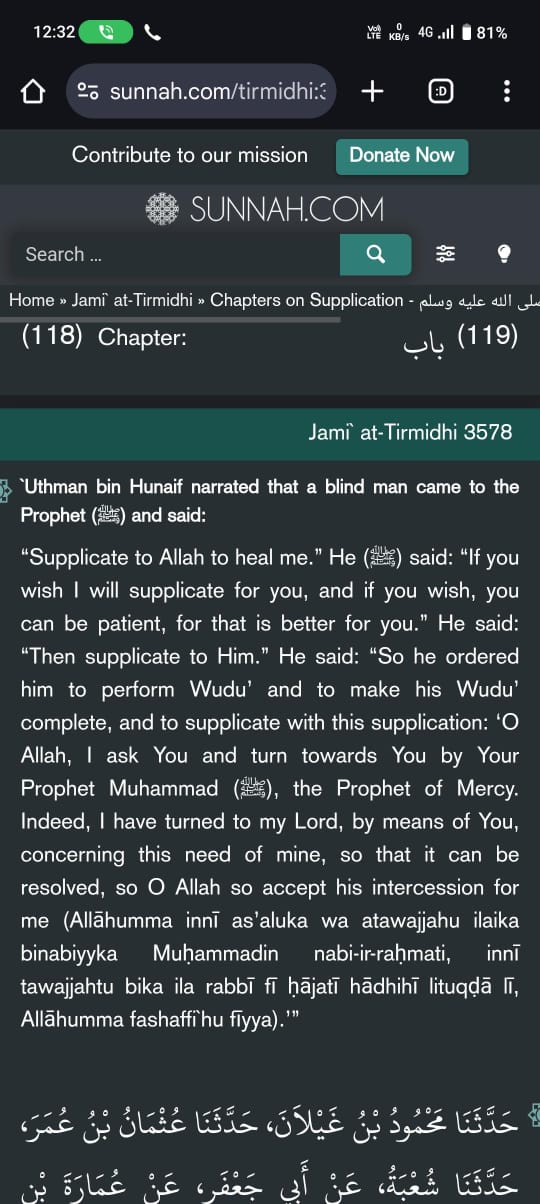 12:32
Vo) LTE 0 KB/s 4G 81%
sunnah.com/tirmidhi:3
:D
Contribute to our mission Donate Now
SUNNAH.COM
Search ...
Home » Jami` at-Tirmidhi » Chapters on Supplication - صلى الله عليه وسلم
(118) Chapter: باب (119)
Jami` at-Tirmidhi 3578
`Uthman bin Hunaif narrated that a blind man came to the
Prophet (ﷺ) and said:
“Supplicate to Allah to heal me.” He (ﷺ) said: “If you
wish I will supplicate for you, and if you wish, you
can be patient, for that is better for you.” He said:
“Then supplicate to Him.” He said: “So he ordered
him to perform Wudu’ and to make his Wudu’
complete, and to supplicate with this supplication: ‘O
Allah, I ask You and turn towards You by Your
Prophet Muhammad (ﷺ), the Prophet of Mercy.
Indeed, I have turned to my Lord, by means of You,
concerning this need of mine, so that it can be
resolved, so O Allah so accept his intercession for
me (Allāhumma innī as’aluka wa atawajjahu ilaika
binabiyyka Muḥammadin nabi-ir-raḥmati, innī
tawajjahtu bika ila rabbī fī ḥājatī hādhihī lituqḍā lī,
Allāhumma fashaffi`hu fīyya).’”
حَدَّثَنَا مَحْمُودُ بْنُ غَيْلاَنَ، حَدَّثَنَا عُثْمَانُ بْنُ عُمَرَ،
حَدَّثَنَا شُعْبَةُ، عَنْ أَبِي جَعْفَرٍ، عَنْ عُمَارَةَ بْنِ